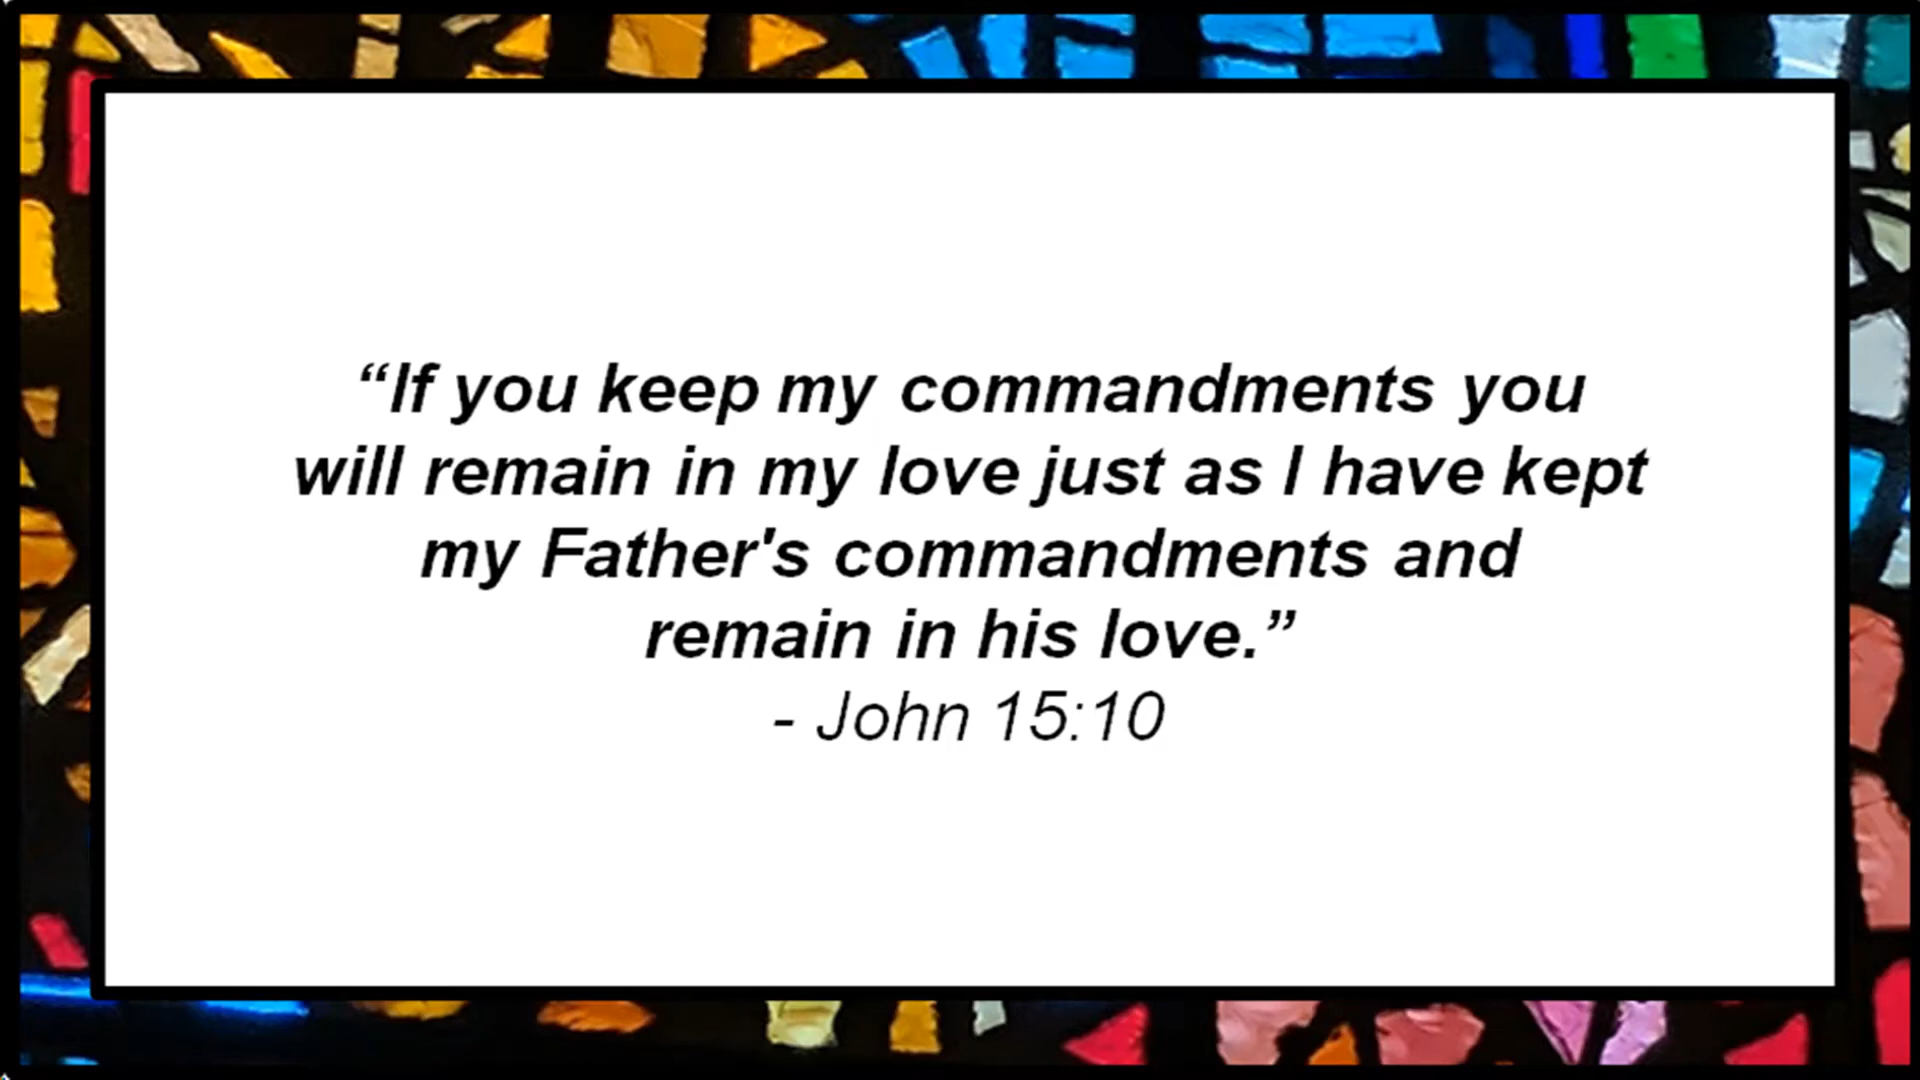 “If you keep my commandments you
will remain in my love just as I have kept
my Father's commandments and
remain in his love.”
- John 15:10